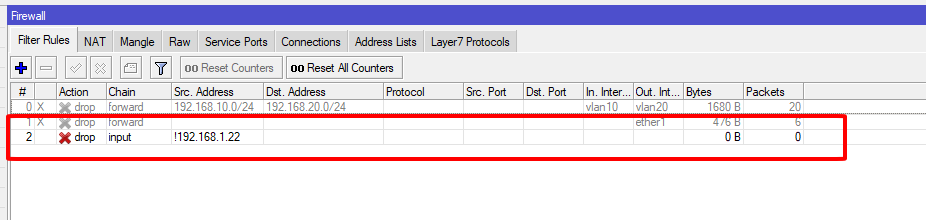 Firewall
Filter Rules NAT Mangle Raw Service Ports Connections Address Lists Layer7 Protocols
00 Reset Counters 00 Reset All Counters
# Action Chain Src. Address Dst. Address Protocol Src. Port Dst. Port In. Inter... Out. Int... Bytes Packets
0 X drop forward 192.168.10.0/24 192.168.20.0/24 vlan10 vlan20 1680 B 20
1 X drop forward ether1 476 B 6
2 drop input !192.168.1.22 0 B 0